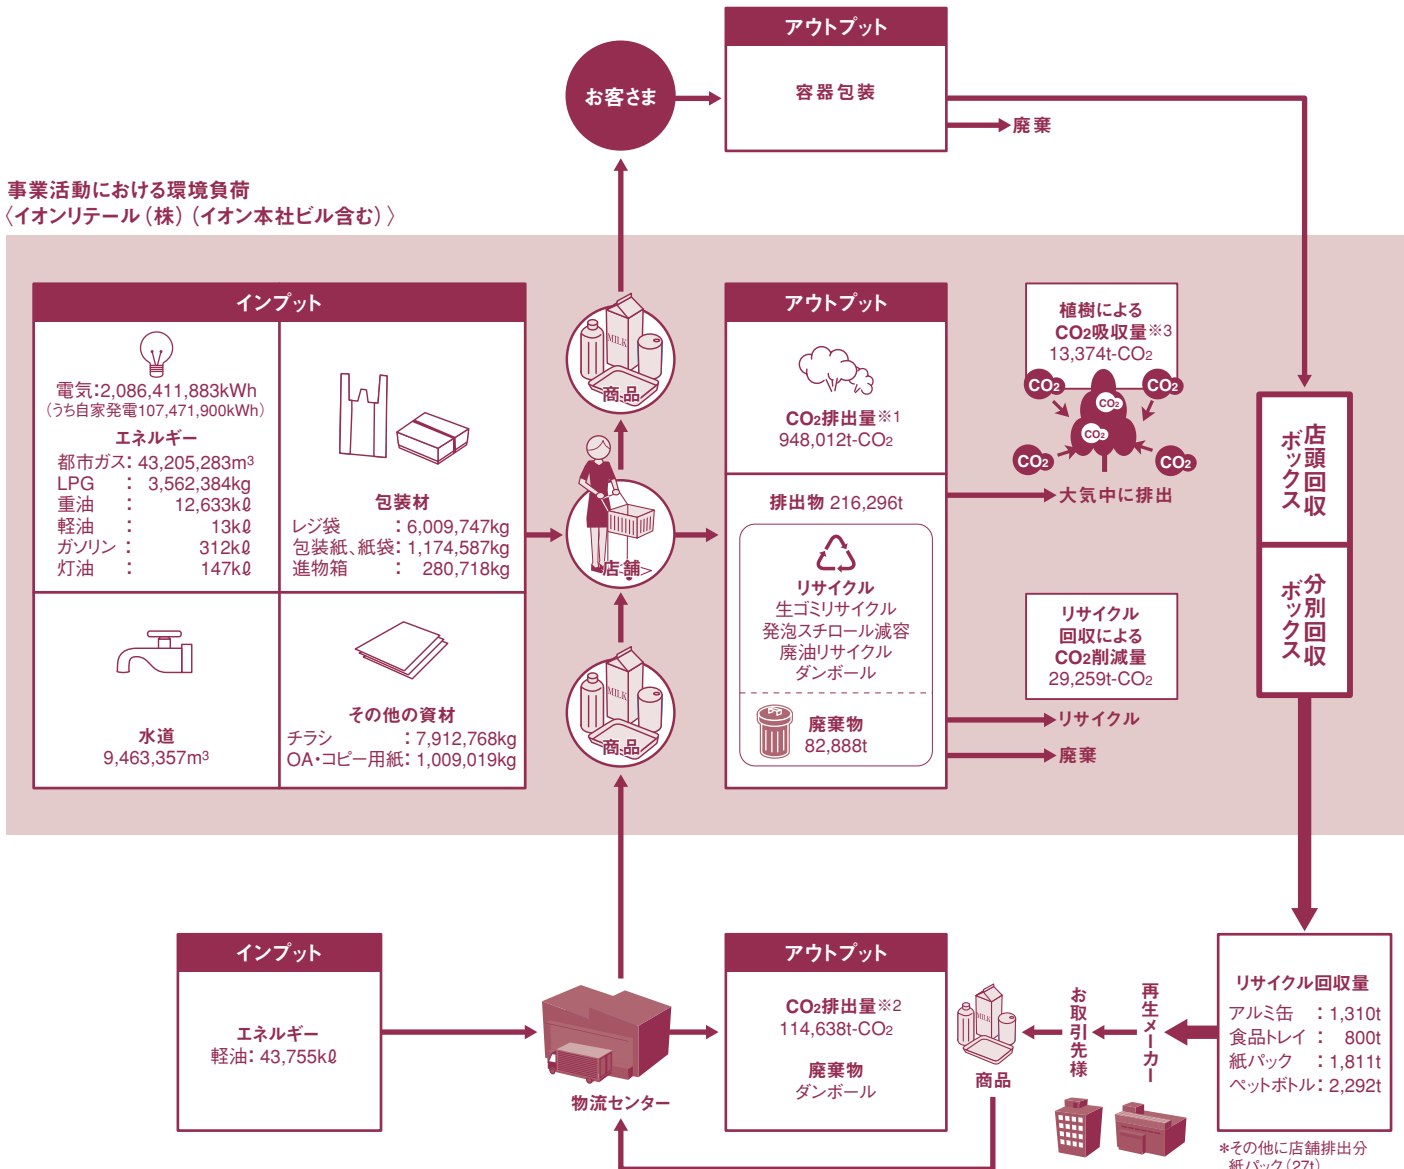 アウトプット
お客さま
容器包装
廃棄
事業活動における環境負荷
〈イオンリテール（株）（イオン本社ビル含む）〉
インプット
電気：2,086,411,883kWh
（うち自家発電107,471,900kWh）
エネルギー
都市ガス：43,205,283m³
LPG：3,562,384kg
重油：12,633kℓ
軽油：13kℓ
ガソリン：312kℓ
灯油：147kℓ
包装材
レジ袋：6,009,747kg
包装紙、紙袋：1,174,587kg
進物箱：280,718kg
水道
9,463,357m³
その他の資材
チラシ：7,912,768kg
OA・コピー用紙：1,009,019kg
MILK
商品
店舗
MILK
商品
アウトプット
CO₂排出量※1
948,012t-CO₂
排出物 216,296t
リサイクル
生ゴミリサイクル
発泡スチロール減容
廃油リサイクル
ダンボール
廃棄物
82,888t
植樹による
CO₂吸収量※3
13,374t-CO₂
CO₂
CO₂
CO₂
CO₂
CO₂
CO₂
大気中に排出
リサイクル
回収による
CO₂削減量
29,259t-CO₂
リサイクル
廃棄
店頭回収
ボックス
分別回収
ボックス
インプット
エネルギー
軽油：43,755kℓ
物流センター
アウトプット
CO₂排出量※2
114,638t-CO₂
廃棄物
ダンボール
MILK
商品
お取引先様
再生メーカー
リサイクル回収量
アルミ缶：1,310t
食品トレイ：800t
紙パック：1,811t
ペットボトル：2,292t
*その他に店舗排出分
紙パック（27t）